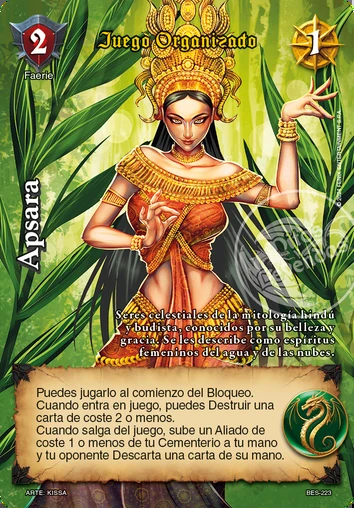 2
Juego Organizado
1
Faerie
Apsara
Seres celestiales de la mitología hindú
y budista, conocidos por su belleza y
gracia. Se les describe como espíritus
femeninos del agua y de las nubes.
Puedes jugarlo al comienzo del Bloqueo.
Cuando entra en juego, puedes Destruir una
carta de coste 2 o menos.
Cuando salga del juego, sube un Aliado de
coste 1 o menos de tu Cementerio a tu mano
y tu oponente Descarta una carta de su mano.
ARTE: KISSA
BES-223